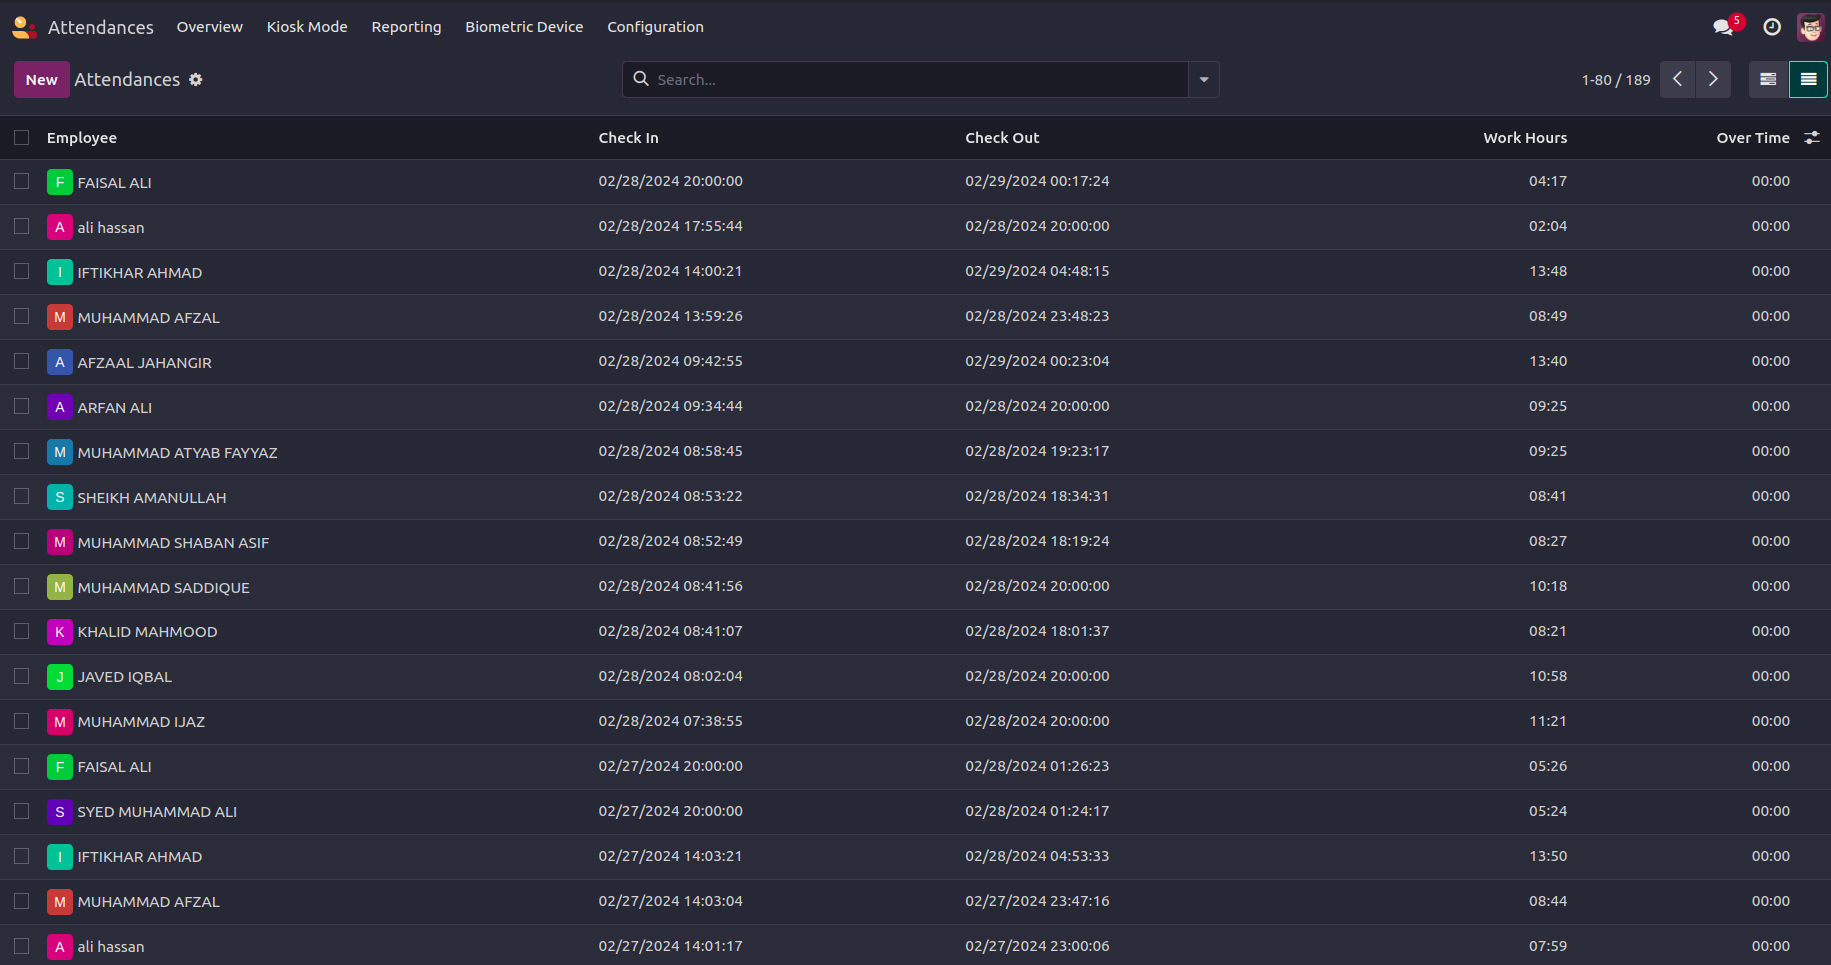 Attendances Overview Kiosk Mode Reporting Biometric Device Configuration 5
New Attendances Search... 1-80 / 189
Employee Check In Check Out Work Hours Over Time
F FAISAL ALI 02/28/2024 20:00:00 02/29/2024 00:17:24 04:17 00:00
A ali hassan 02/28/2024 17:55:44 02/28/2024 20:00:00 02:04 00:00
I IFTIKHAR AHMAD 02/28/2024 14:00:21 02/29/2024 04:48:15 13:48 00:00
M MUHAMMAD AFZAL 02/28/2024 13:59:26 02/28/2024 23:48:23 08:49 00:00
A AFZAAL JAHANGIR 02/28/2024 09:42:55 02/29/2024 00:23:04 13:40 00:00
A ARFAN ALI 02/28/2024 09:34:44 02/28/2024 20:00:00 09:25 00:00
M MUHAMMAD ATYAB FAYYAZ 02/28/2024 08:58:45 02/28/2024 19:23:17 09:25 00:00
S SHEIKH AMANULLAH 02/28/2024 08:53:22 02/28/2024 18:34:31 08:41 00:00
M MUHAMMAD SHABAN ASIF 02/28/2024 08:52:49 02/28/2024 18:19:24 08:27 00:00
M MUHAMMAD SADDIQUE 02/28/2024 08:41:56 02/28/2024 20:00:00 10:18 00:00
K KHALID MAHMOOD 02/28/2024 08:41:07 02/28/2024 18:01:37 08:21 00:00
J JAVED IQBAL 02/28/2024 08:02:04 02/28/2024 20:00:00 10:58 00:00
M MUHAMMAD IJAZ 02/28/2024 07:38:55 02/28/2024 20:00:00 11:21 00:00
F FAISAL ALI 02/27/2024 20:00:00 02/28/2024 01:26:23 05:26 00:00
S SYED MUHAMMAD ALI 02/27/2024 20:00:00 02/28/2024 01:24:17 05:24 00:00
I IFTIKHAR AHMAD 02/27/2024 14:03:21 02/28/2024 04:53:33 13:50 00:00
M MUHAMMAD AFZAL 02/27/2024 14:03:04 02/27/2024 23:47:16 08:44 00:00
A ali hassan 02/27/2024 14:01:17 02/27/2024 23:00:06 07:59 00:00